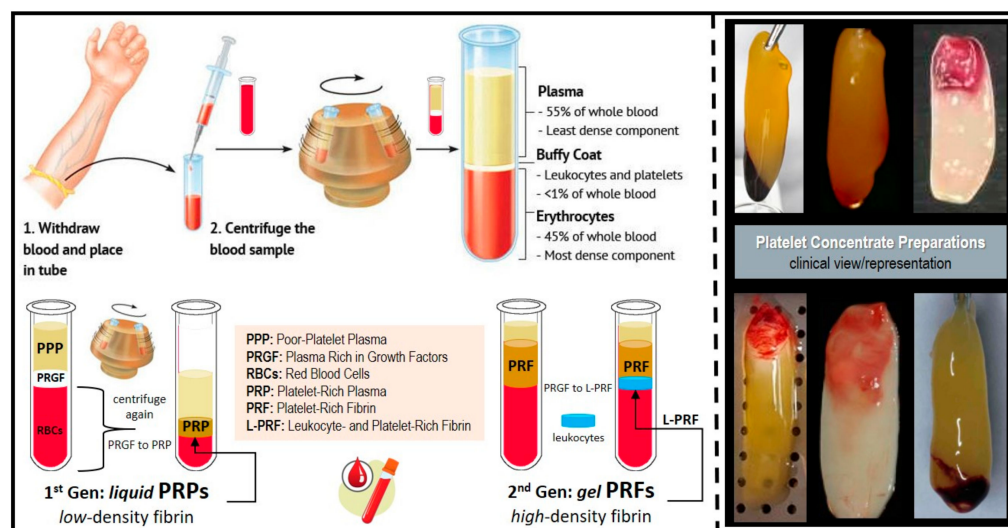 1. Withdraw
blood and place
in tube
2. Centrifuge the
blood sample
Plasma
- 55% of whole blood
- Least dense component
Buffy Coat
- Leukocytes and platelets
- <1% of whole blood
Erythrocytes
- 45% of whole blood
- Most dense component
Platelet Concentrate Preparations
clinical view/representation
PPP
PRGF
RBCs
centrifuge
again
PRGF to PRP
PRP
1st Gen: liquid PRPs
low-density fibrin
PPP: Poor-Platelet Plasma
PRGF: Plasma Rich in Growth Factors
RBCs: Red Blood Cells
PRP: Platelet-Rich Plasma
PRF: Platelet-Rich Fibrin
L-PRF: Leukocyte- and Platelet-Rich Fibrin
PRF
PRGF to L-PRF
leukocytes
PRF
L-PRF
2nd Gen: gel PRFs
high-density fibrin